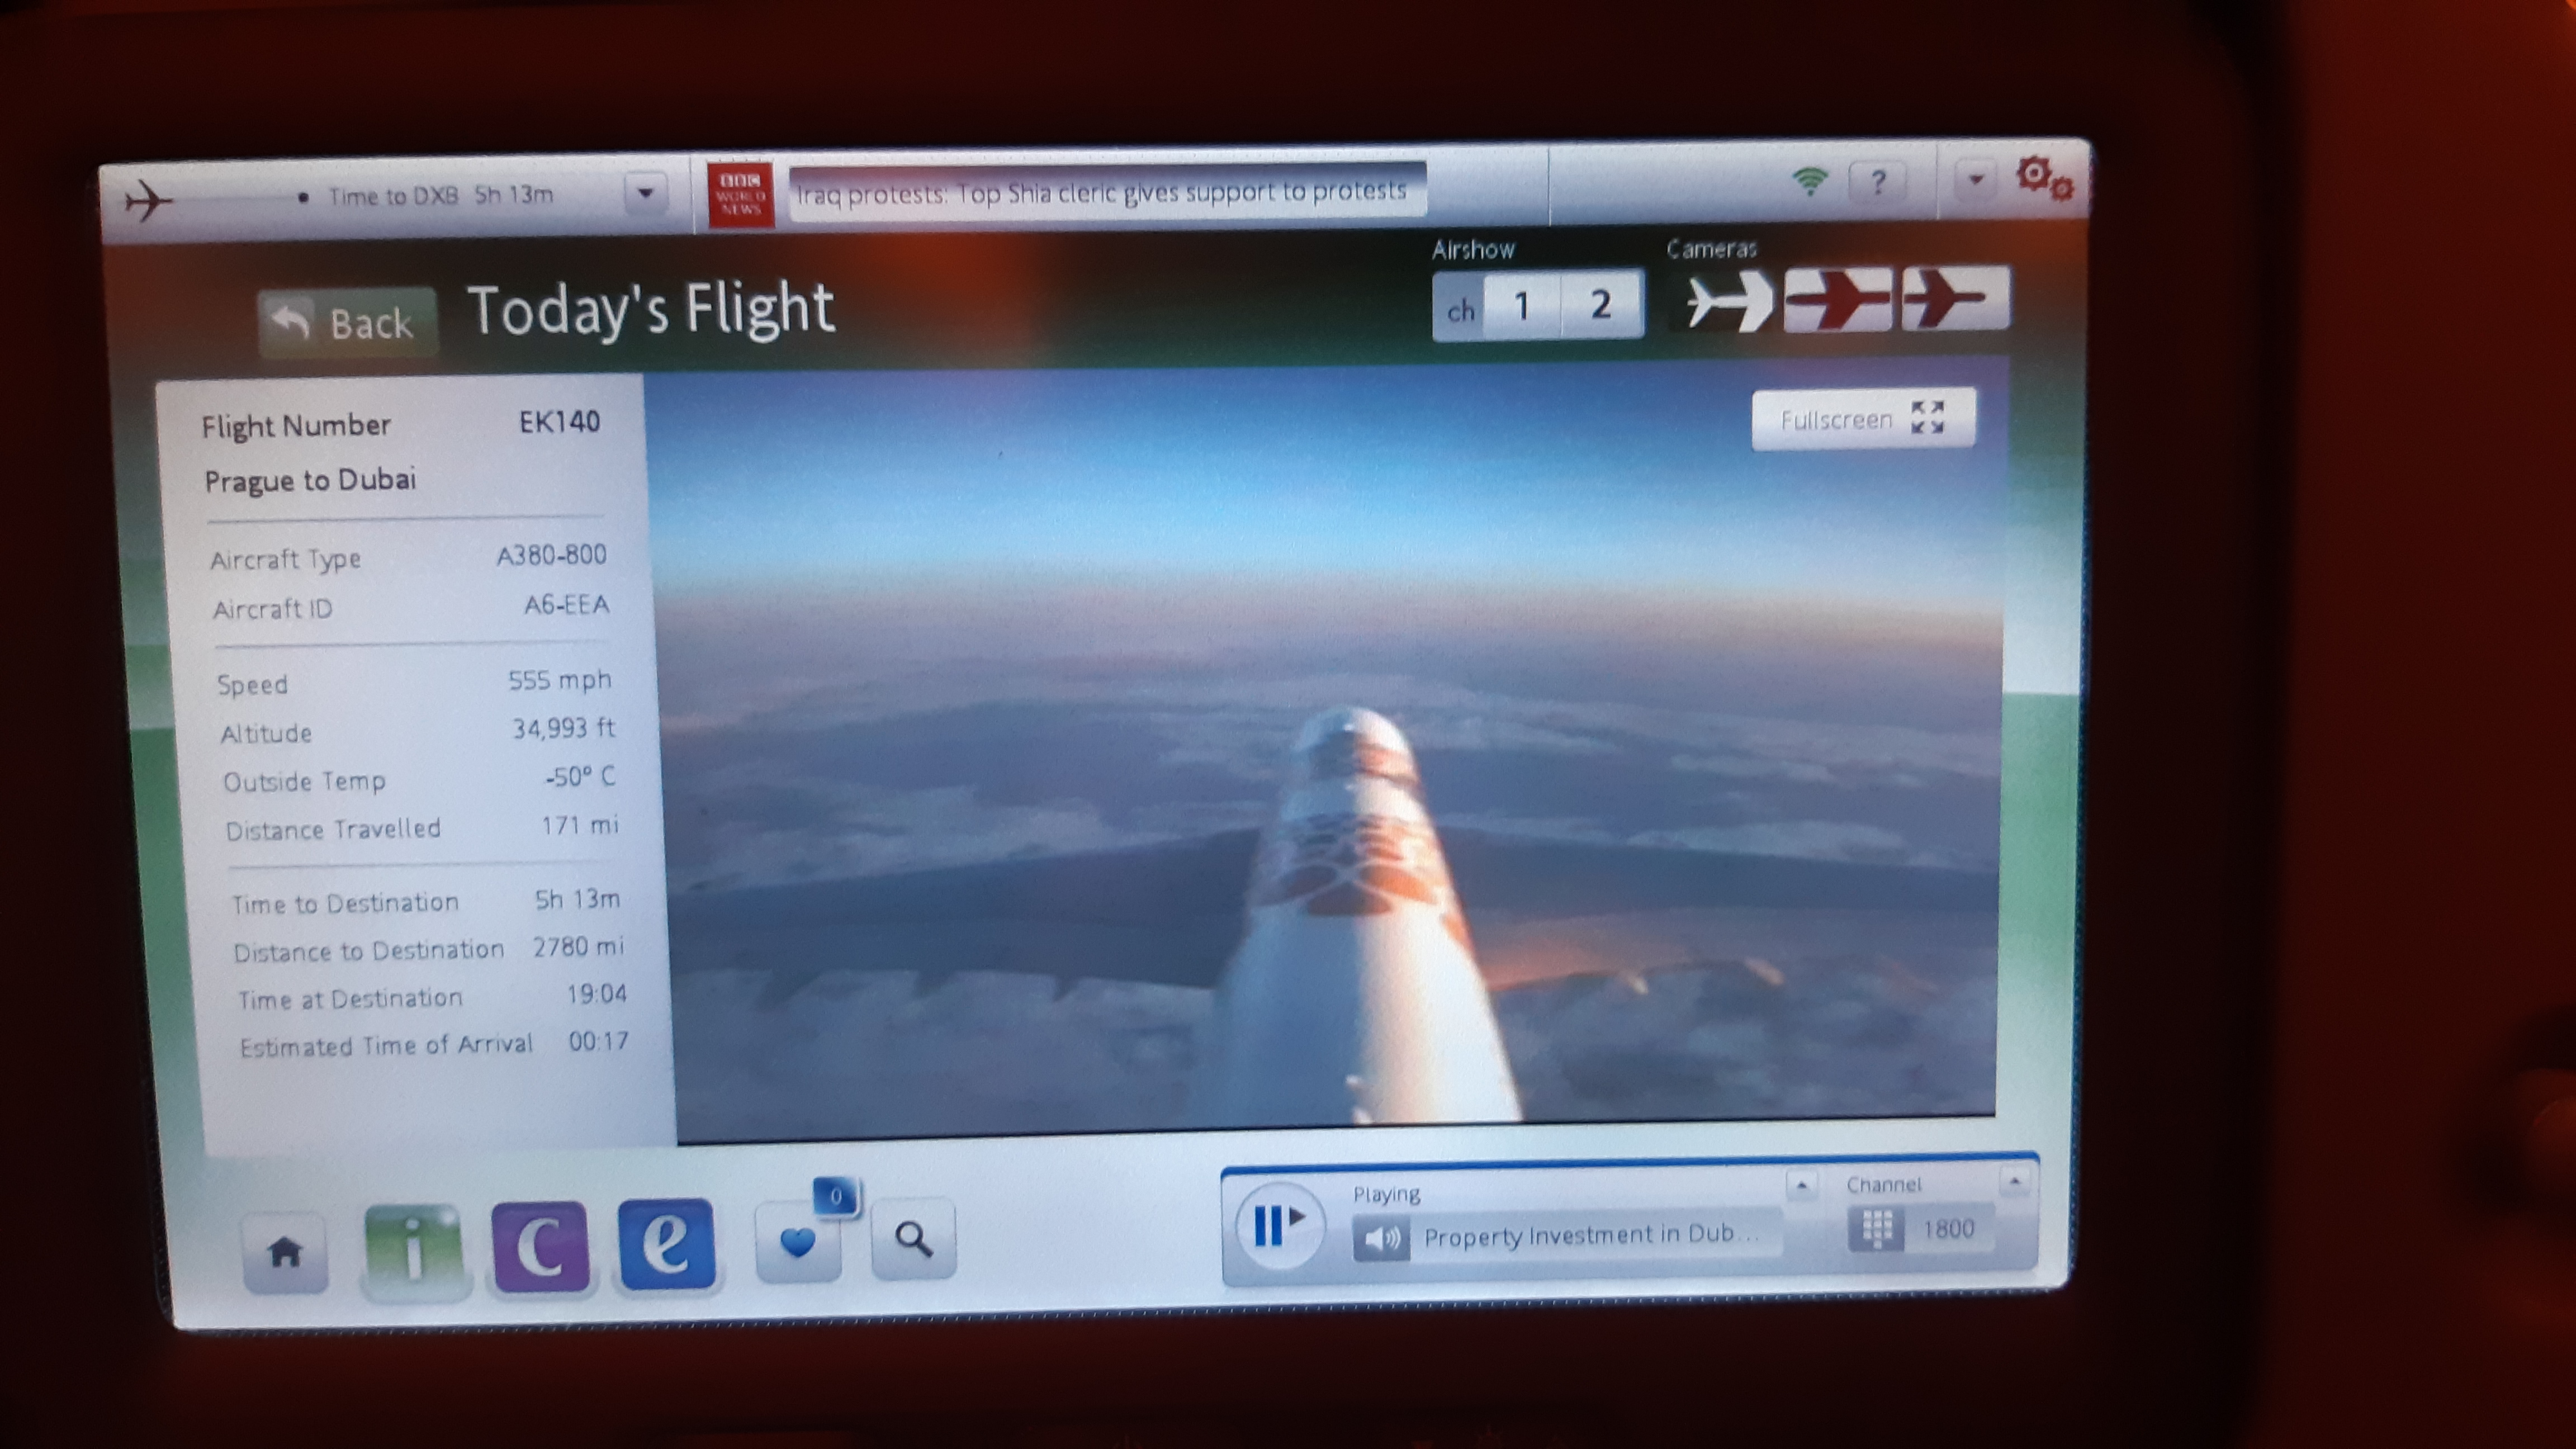 Time to DXB 5h 13m
BBC
WORLD
NEWS
Iraq protests: Top Shia cleric gives support to protests
?
Back
Today's Flight
Airshow
ch 1 2
Cameras
Fullscreen
Flight Number EK140
Prague to Dubai
Aircraft Type A380-800
Aircraft ID A6-EEA
Speed 555 mph
Altitude 34,993 ft
Outside Temp -50° C
Distance Travelled 171 mi
Time to Destination 5h 13m
Distance to Destination 2780 mi
Time at Destination 19:04
Estimated Time of Arrival 00:17
i
C
e
0
Playing
Property Investment in Dub...
Channel
1800